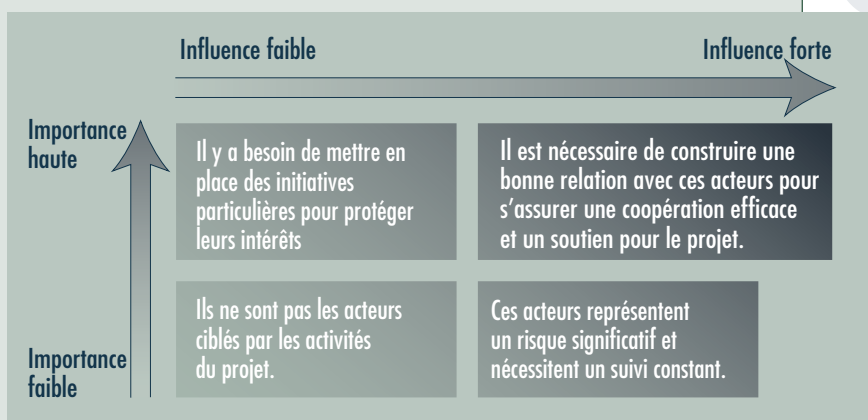 Influence faible
Influence forte
Importance
haute
Il y a besoin de mettre en
place des initiatives
particulières pour protéger
leurs intérêts
Il est nécessaire de construire une
bonne relation avec ces acteurs pour
s’assurer une coopération efficace
et un soutien pour le projet.
Importance
faible
Ils ne sont pas les acteurs
ciblés par les activités
du projet.
Ces acteurs représentent
un risque significatif et
nécessitent un suivi constant.